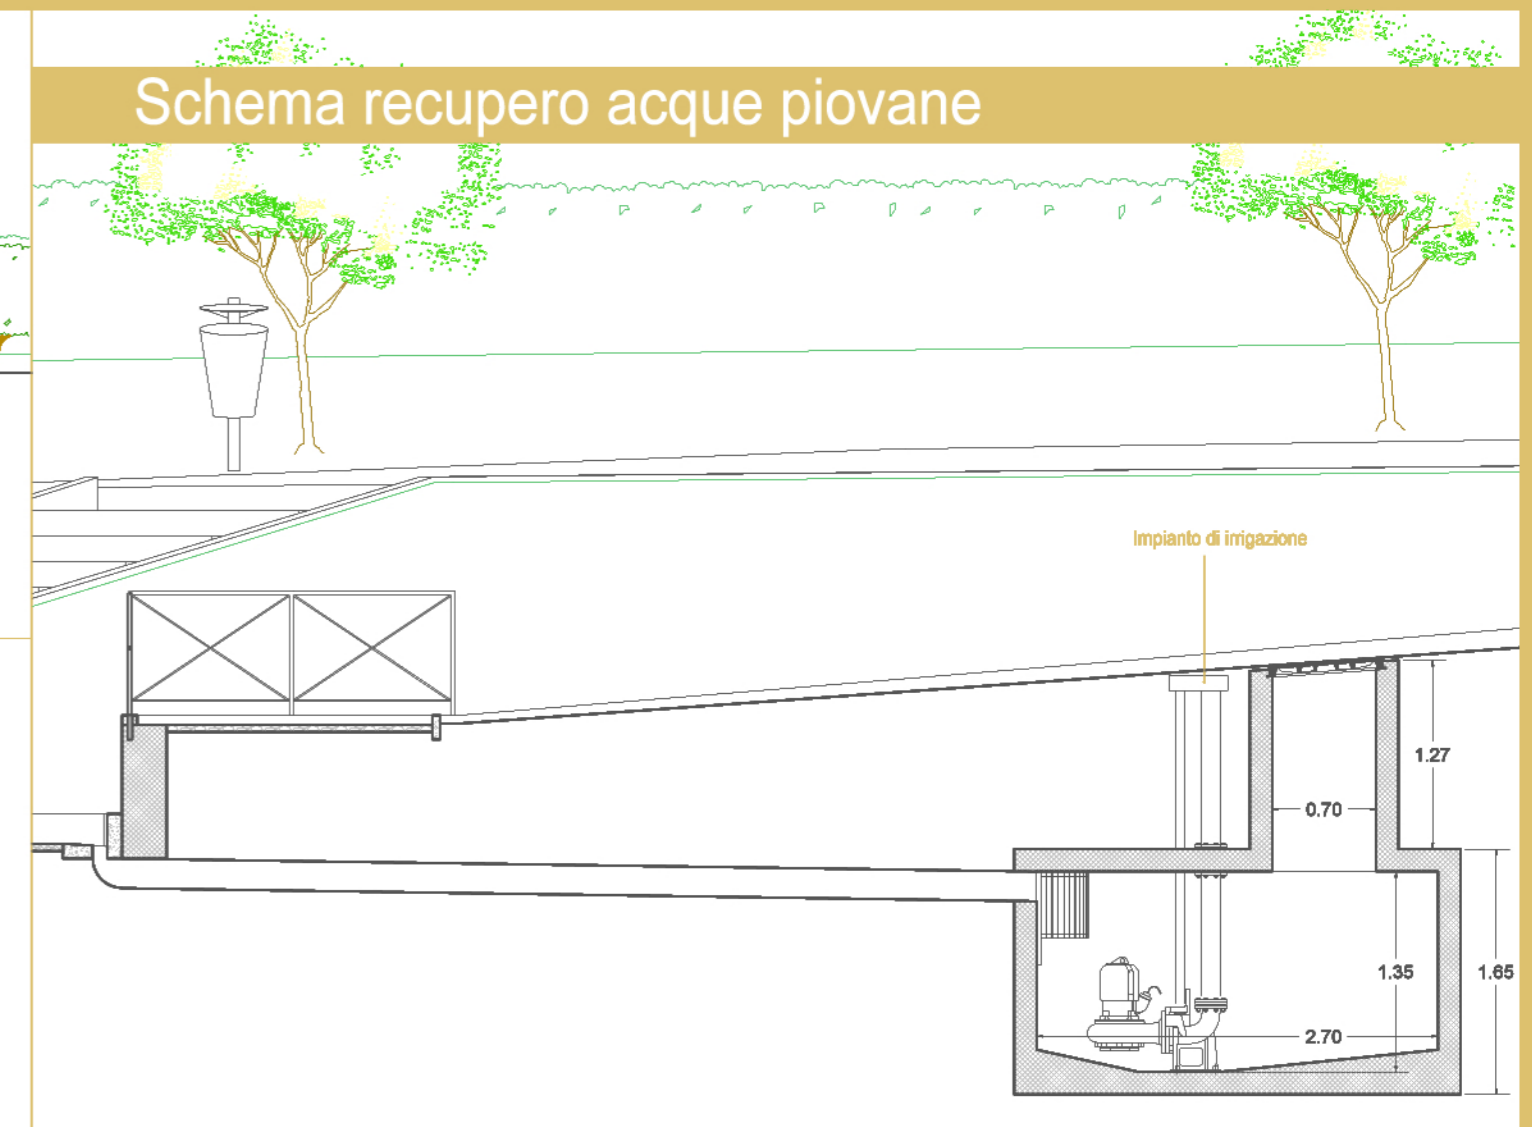 Schema recupero acque piovane
Impianto di irrigazione
1.27
0.70
1.35
1.65
2.70